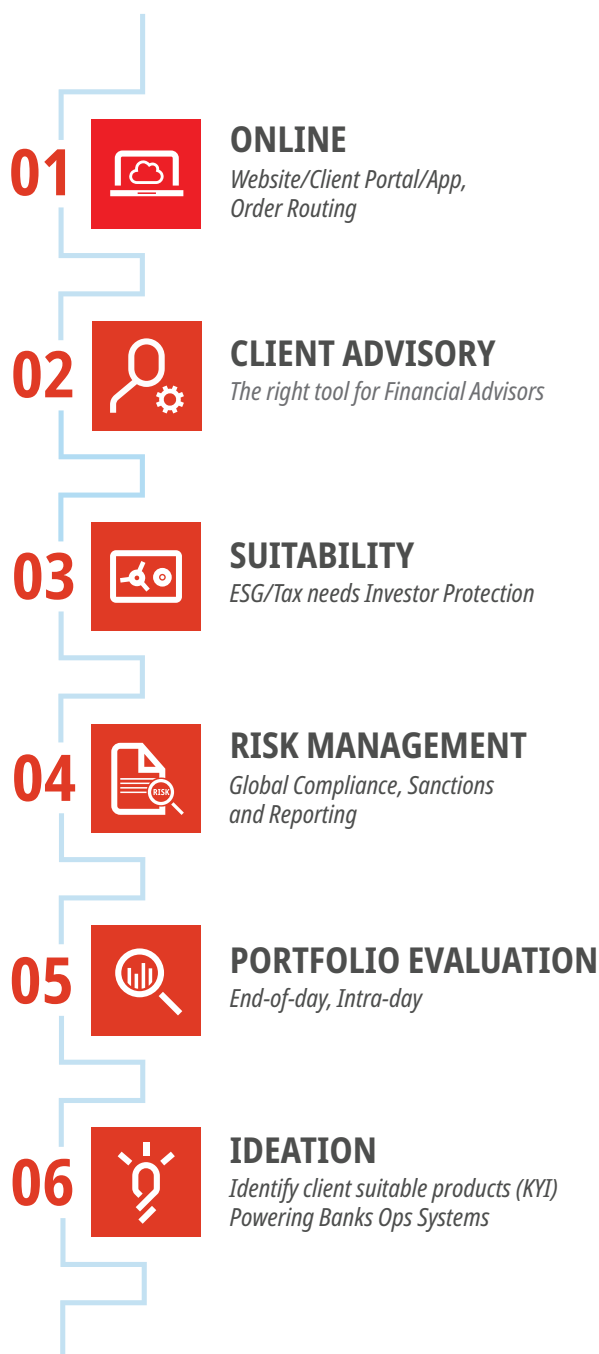 01
ONLINE
Website/Client Portal/App,
Order Routing
02
CLIENT ADVISORY
The right tool for Financial Advisors
03
SUITABILITY
ESG/Tax needs Investor Protection
04
RISK
RISK MANAGEMENT
Global Compliance, Sanctions
and Reporting
05
PORTFOLIO EVALUATION
End-of-day, Intra-day
06
IDEATION
Identify client suitable products (KYI)
Powering Banks Ops Systems